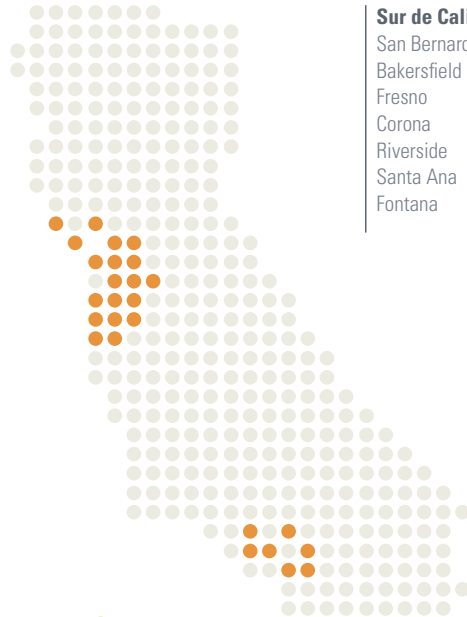 Sur de Cali
San Bernard
Bakersfield
Fresno
Corona
Riverside
Santa Ana
Fontana